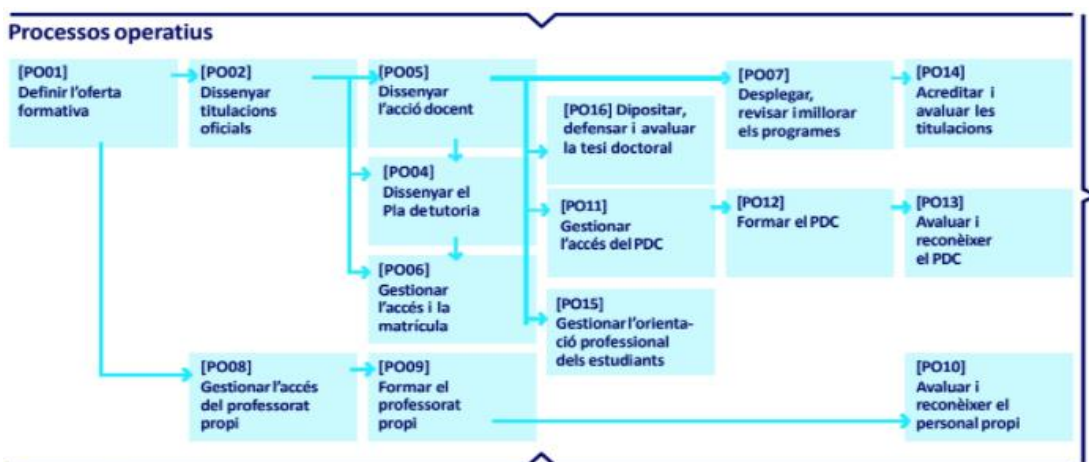 Processos operatius
[PO01]
Definir l'oferta
formativa
[PO02]
Dissenyar
titulacions
oficials
[PO05]
Dissenyar
l'acció docent
[PO07]
Desplegar,
revisar i millorar
els programes
[PO14]
Acreditar i
avaluar les
titulacions
[PO16] Dipositar,
defensar i avaluar
la tesi doctoral
[PO04]
Dissenyar el
Pla de tutoria
[PO11]
Gestionar
l'accés del PDC
[PO12]
Formar el PDC
[PO13]
Avaluar i
reconèixer
el PDC
[PO06]
Gestionar
l'accés i la
matrícula
[PO15]
Gestionar l'orienta-
ció professional
dels estudiants
[PO08]
Gestionar l'accés
del professorat
propi
[PO09]
Formar el
professorat
propi
[PO10]
Avaluar i
reconèixer el
personal propi